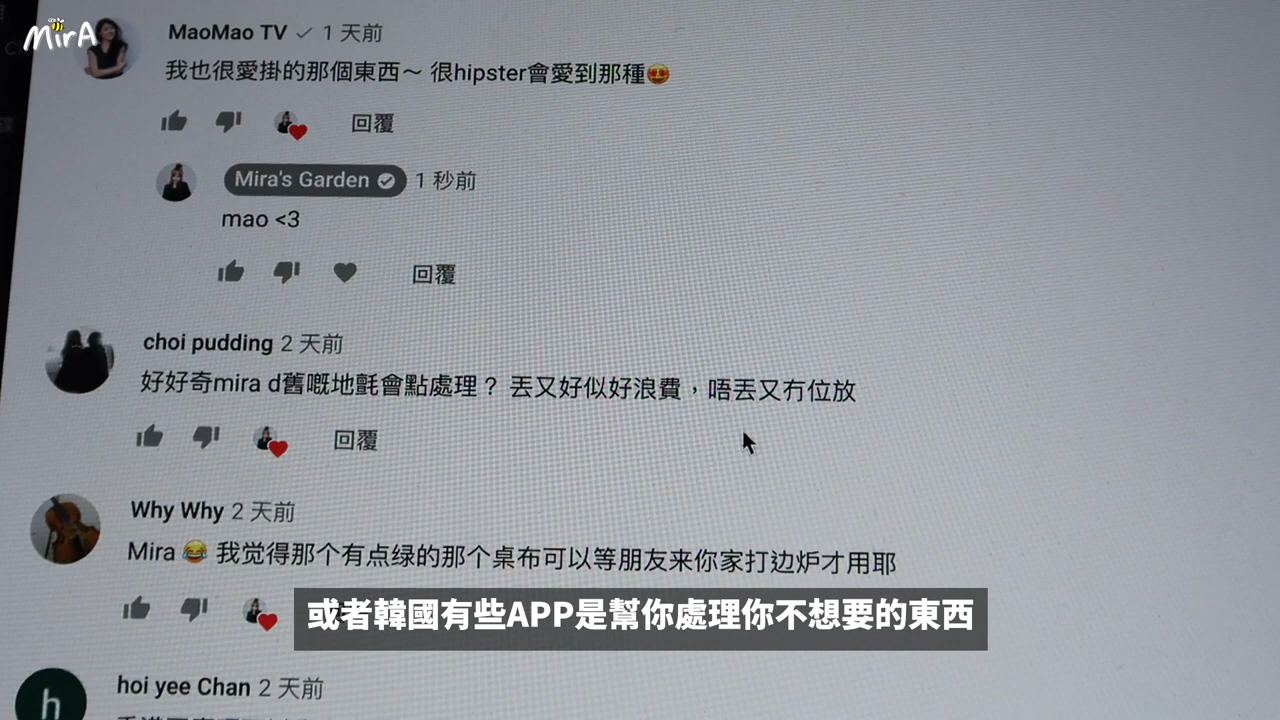 MirA
MaoMao TV 1 天前
我也很愛掛的那個東西～ 很hipster會愛到那種🤩
回覆
Mira's Garden 1 秒前
mao <3
回覆
choi pudding 2 天前
好好奇mira d舊嘅地氈會點處理？ 丟又好似好浪費，唔丟又冇位放
回覆
Why Why 2 天前
Mira 😂 我觉得那个有点绿的那个桌布可以等朋友来你家打边炉才用耶
或者韓國有些APP是幫你處理你不想要的東西
hoi yee Chan 2 天前
h